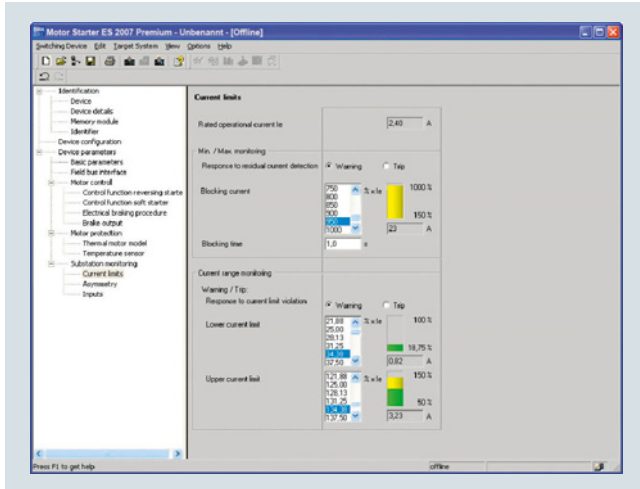 Motor Starter ES 2007 Premium - Unbenannt - [Offline]
Switching Device Edit Target System View Options Help
Identification
Device
Device details
Memory module
Identifier
Device configuration
Device parameters
Basic parameters
Field bus interface
Motor control
Control function reversing starte
Control function soft starter
Electrical braking procedure
Brake output
Motor protection
Thermal motor model
Temperature sensor
Substation monitoring
Current limits
Asymmetry
Inputs
Current limits
Rated operational current Ie 2,40 A
Min. / Max. monitoring
Response to residual current detection Warning Trip
Blocking current
750
800
850
900
950
1000
% x Ie
1000 %
150 %
23 A
Blocking time 1,0 s
Current range monitoring
Warning / Trip:
Response to current limit violation Warning Trip
Lower current limit
21,88
25,00
28,13
31,25
34,38
37,50
% x Ie
100 %
18,75 %
0,82 A
Upper current limit
121,88
125,00
128,13
131,25
134,38
137,50
% x Ie
150 %
50 %
3,23 A
Press F1 to get help
offline